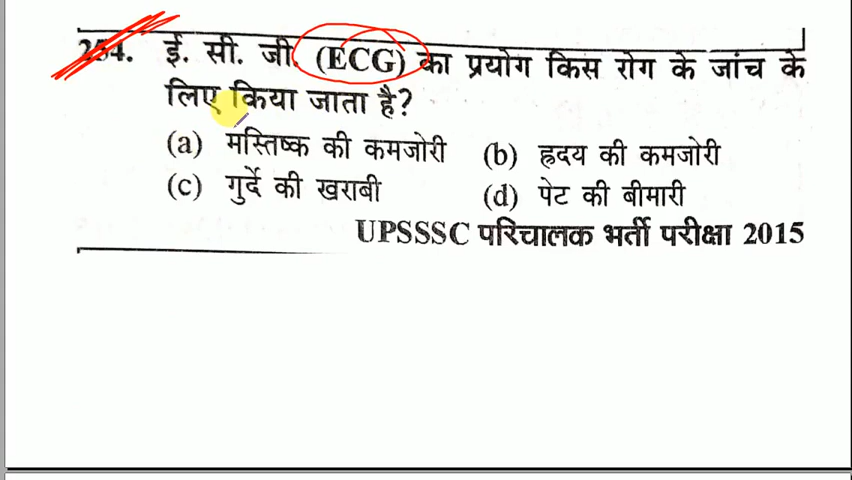 254. ई. सी. जी. (ECG) का प्रयोग किस रोग के जांच के
लिए किया जाता है?
(a) मस्तिष्क की कमजोरी (b) हृदय की कमजोरी
(c) गुर्दे की खराबी (d) पेट की बीमारी
UPSSSC परिचालक भर्ती परीक्षा 2015